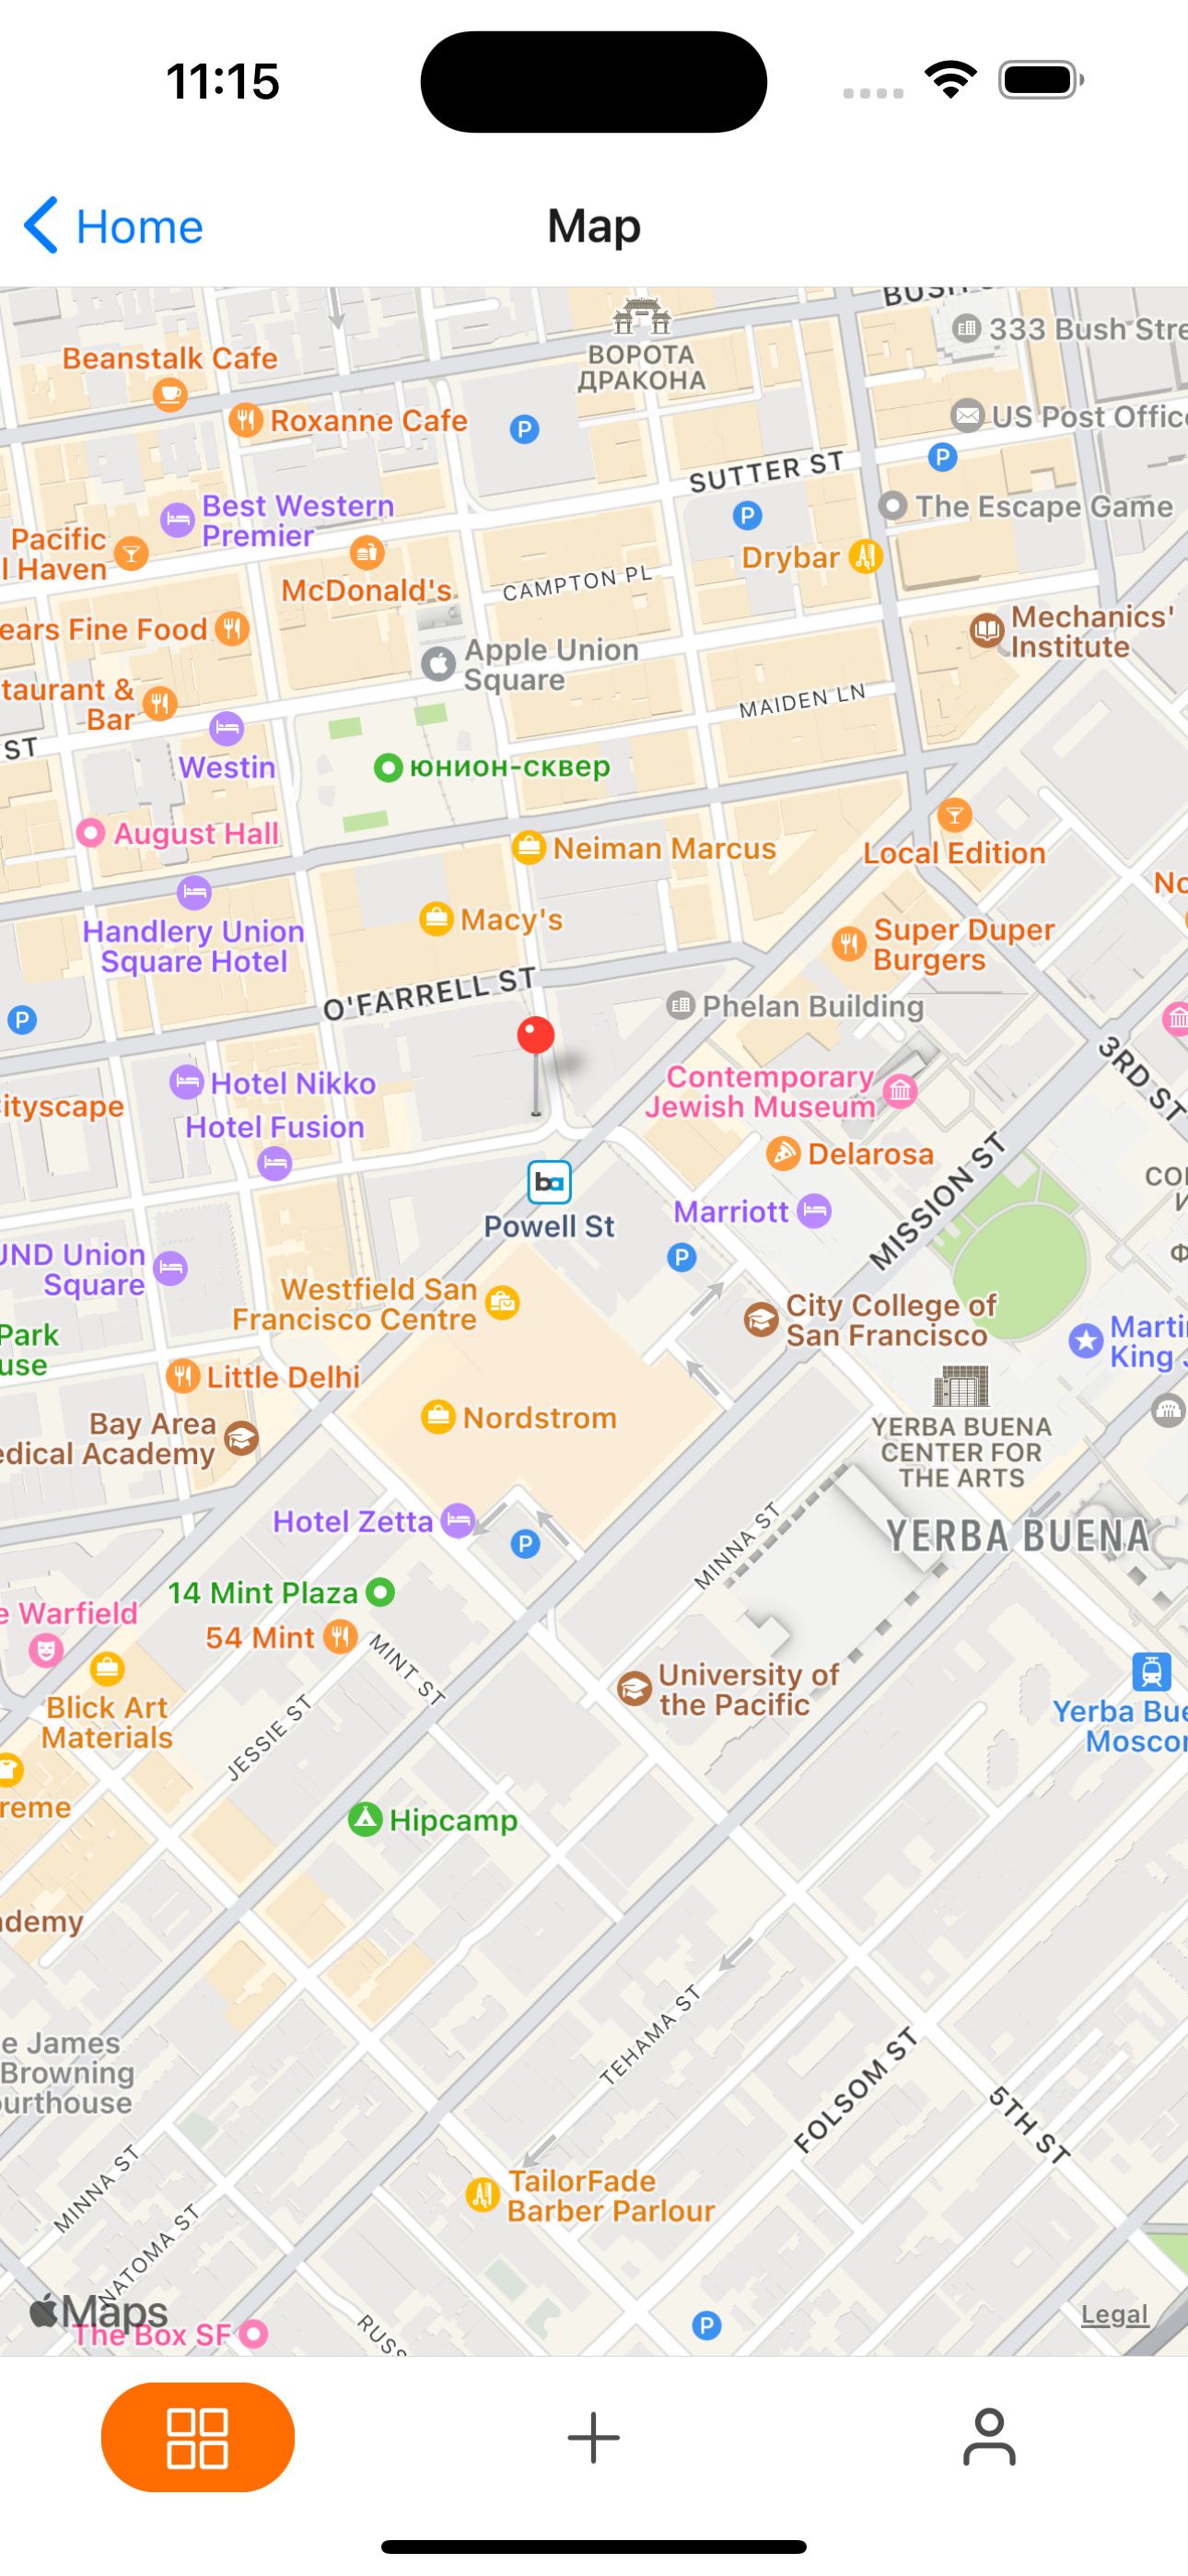 11:15
Home
Map
BUSH S
333 Bush Stre
ВОРОТА
ДРАКОНА
Beanstalk Cafe
Roxanne Cafe
P
US Post Offic
P
SUTTER ST
Best Western
Premier
P
The Escape Game
Pacific
l Haven
Drybar
McDonald's
CAMPTON PL
ears Fine Food
Mechanics'
Institute
Apple Union
Square
taurant &
Bar
MAIDEN LN
ST
Westin
юнион-сквер
August Hall
Neiman Marcus
Local Edition
No
Macy's
Handlery Union
Square Hotel
Super Duper
Burgers
O'FARRELL ST
Phelan Building
P
3RD ST
Hotel Nikko
Contemporary
Jewish Museum
ityscape
Hotel Fusion
Delarosa
MISSION ST
ba
Powell St
Marriott
СО
И
P
Ф
UND Union
Square
Westfield San
Francisco Centre
City College of
San Francisco
Park
use
Marti
King J
Little Delhi
Nordstrom
Bay Area
edical Academy
YERBA BUENA
CENTER FOR
THE ARTS
Hotel Zetta
P
MINNA ST
YERBA BUENA
14 Mint Plaza
e Warfield
54 Mint
MINT ST
University of
the Pacific
Blick Art
Materials
JESSIE ST
Yerba Bue
Moscon
reme
Hipcamp
ademy
e James
Browning
ourthouse
TEHAMA ST
FOLSOM ST
5TH ST
MINNA ST
TailorFade
Barber Parlour
NATOMA ST
Maps
The Box SF
RUSS
P
Legal